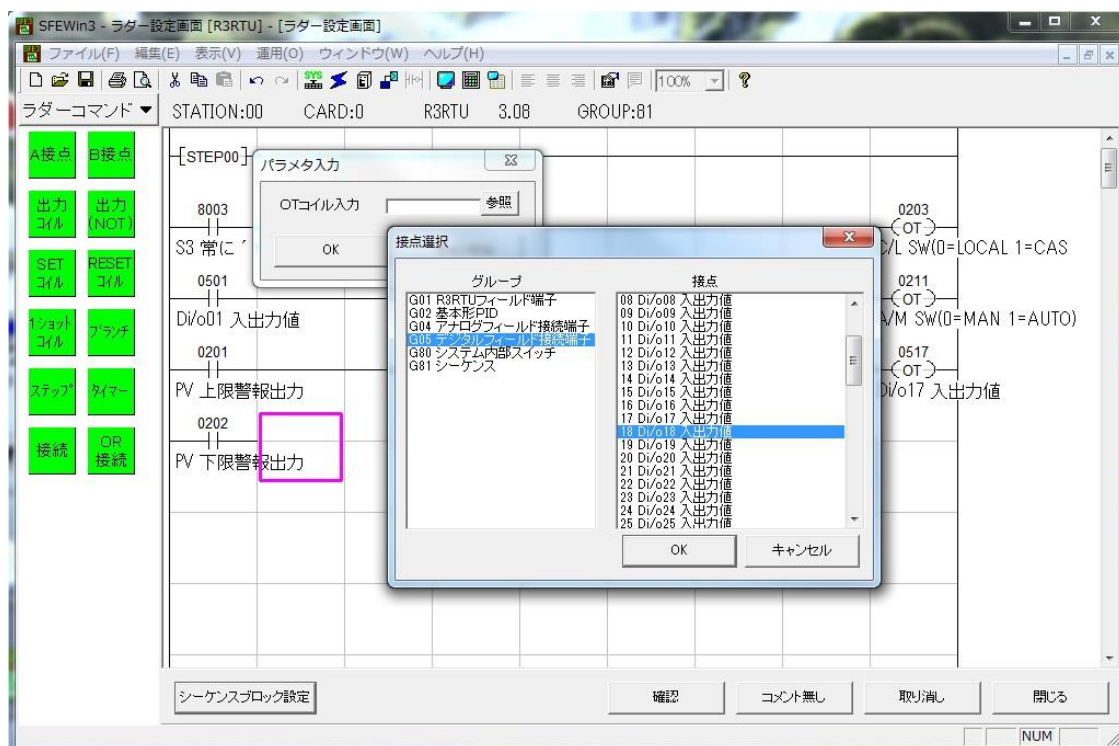 SFEWin3 - ラダー設定画面 [R3RTU] - [ラダー設定画面]
ファイル(F) 編集(E) 表示(V) 運用(O) ウィンドウ(W) ヘルプ(H)
SYS
100%
ラダーコマンド
STATION:00 CARD:0 R3RTU 3.08 GROUP:81
A接点 B接点
出力コイル 出力(NOT)
SETコイル RESETコイル
1ショットコイル ブランチ
ステップ タイマー
接続 OR接続
[STEP00]
8003
S3 常に
0501
Di/o01 入出力値
0201
PV 上限警報出力
0202
PV 下限警報出力
0203
OT
C/L SW(0=LOCAL 1=CAS
0211
OT
A/M SW(0=MAN 1=AUTO)
0517
OT
Di/o17 入出力値
パラメタ入力
OTコイル入力
参照
OK
接点選択
グループ
G01 R3RTUフィールド端子
G02 基本形PID
G04 アナログフィールド接続端子
G05 デジタルフィールド接続端子
G80 システム内部スイッチ
G81 シーケンス
接点
08 Di/o08 入出力値
09 Di/o09 入出力値
10 Di/o10 入出力値
11 Di/o11 入出力値
12 Di/o12 入出力値
13 Di/o13 入出力値
14 Di/o14 入出力値
15 Di/o15 入出力値
16 Di/o16 入出力値
17 Di/o17 入出力値
18 Di/o18 入出力値
19 Di/o19 入出力値
20 Di/o20 入出力値
21 Di/o21 入出力値
22 Di/o22 入出力値
23 Di/o23 入出力値
24 Di/o24 入出力値
25 Di/o25 入出力値
OK キャンセル
シーケンスブロック設定 確認 コメント無し 取り消し 閉じる
NUM